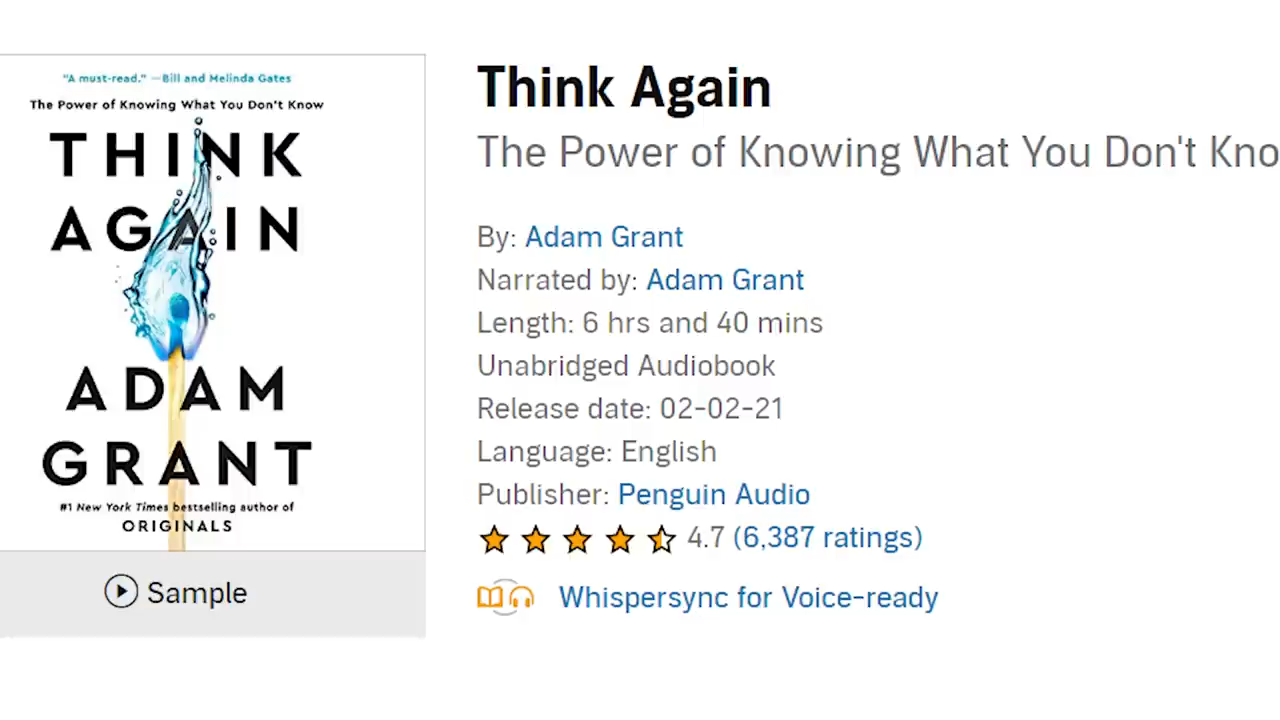 "A must-read." —Bill and Melinda Gates
The Power of Knowing What You Don't Know
THINK
AGAIN
ADAM
GRANT
#1 New York Times bestselling author of
ORIGINALS
Sample
Think Again
The Power of Knowing What You Don't Kno
By: Adam Grant
Narrated by: Adam Grant
Length: 6 hrs and 40 mins
Unabridged Audiobook
Release date: 02-02-21
Language: English
Publisher: Penguin Audio
4.7 (6,387 ratings)
Whispersync for Voice-ready